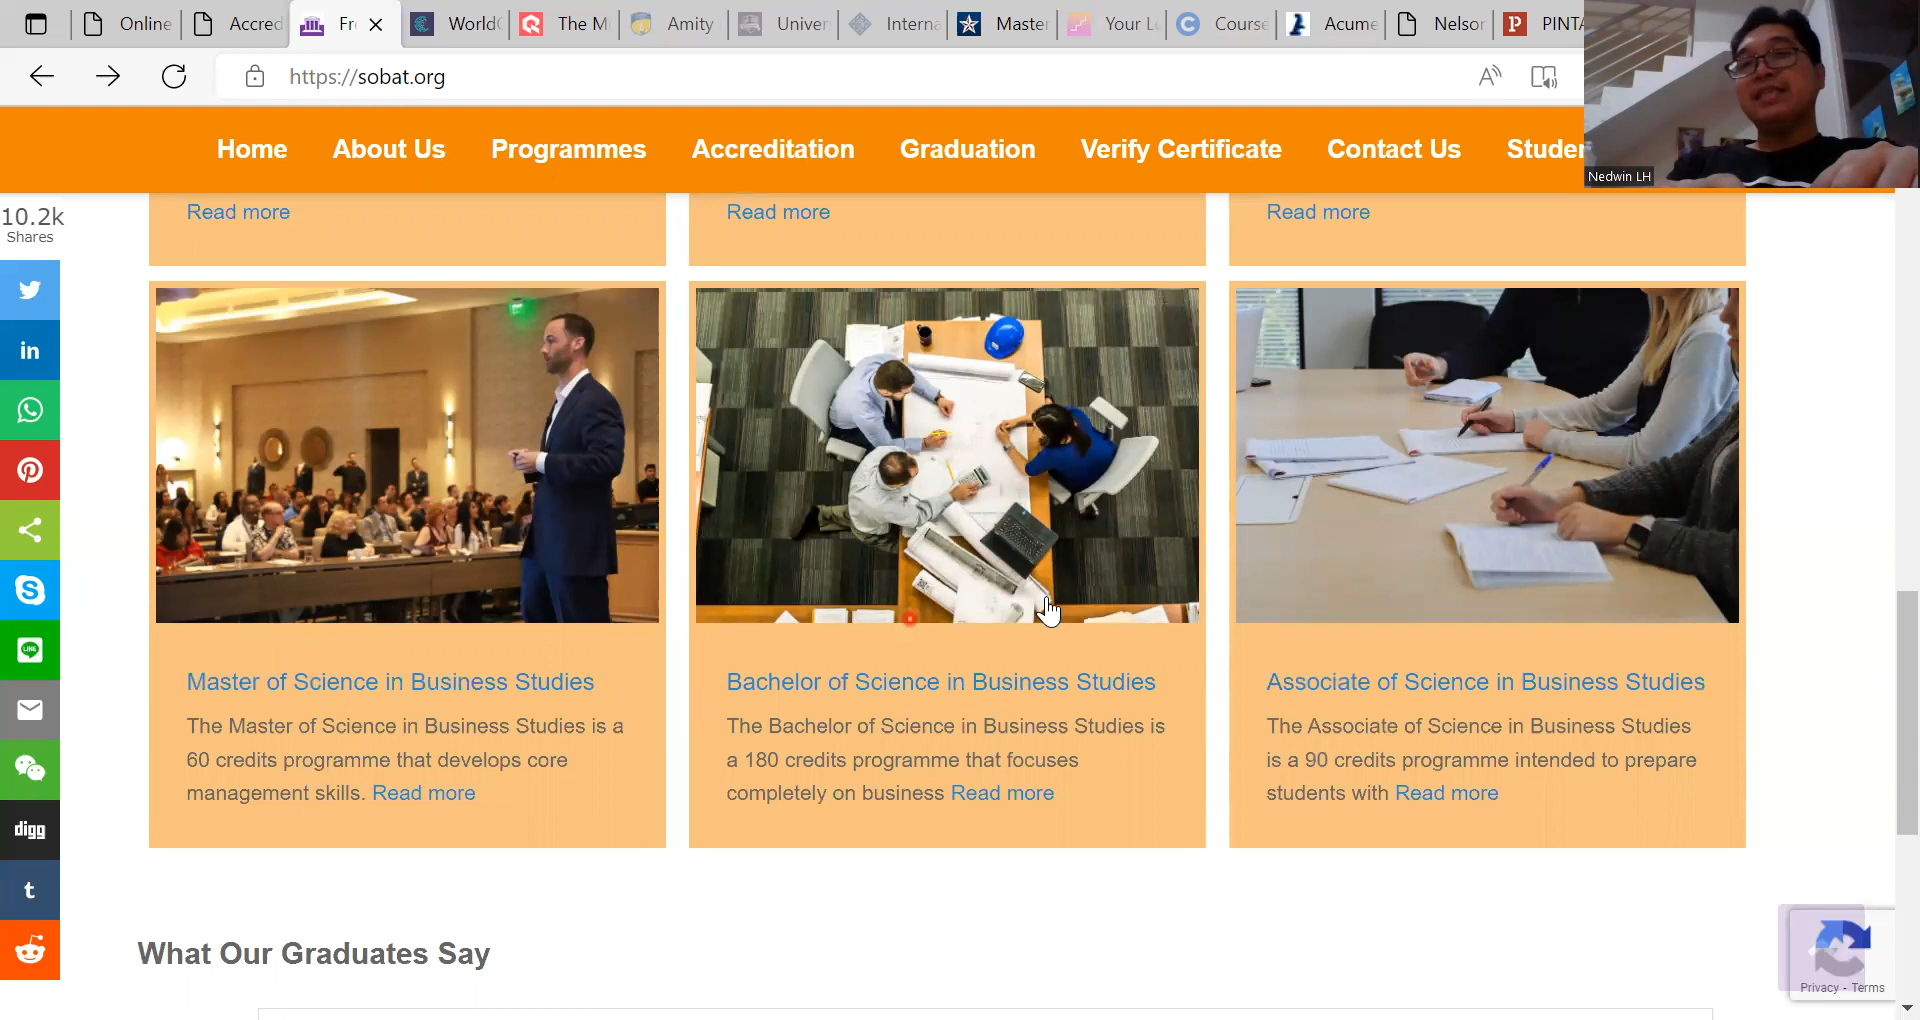 Online
Accred
Fr
World
The M
Amity
Univer
Interna
Master
Your L
Course
Acume
Nelsor
PINTA
https://sobat.org
Nedwin LH
Home
About Us
Programmes
Accreditation
Graduation
Verify Certificate
Contact Us
Studen
10.2k
Shares
Read more
Read more
Read more
in
LINE
digg
t
Master of Science in Business Studies
The Master of Science in Business Studies is a
60 credits programme that develops core
management skills. Read more
Bachelor of Science in Business Studies
The Bachelor of Science in Business Studies is
a 180 credits programme that focuses
completely on business Read more
Associate of Science in Business Studies
The Associate of Science in Business Studies
is a 90 credits programme intended to prepare
students with Read more
What Our Graduates Say
Privacy - Terms